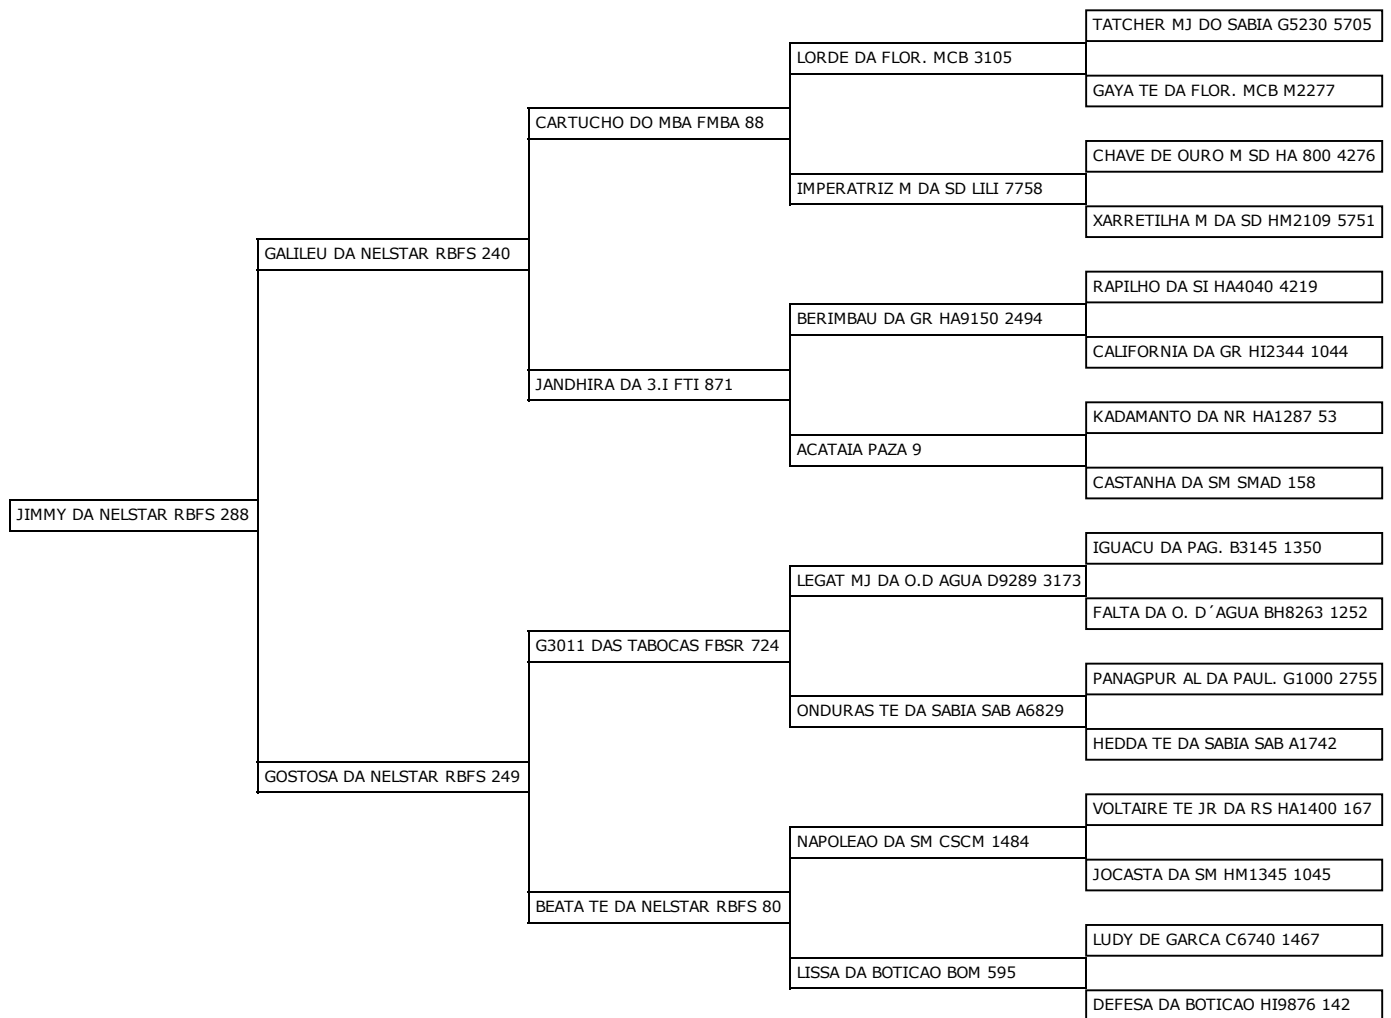 TATCHER MJ DO SABIA G5230 5705
LORDE DA FLOR. MCB 3105
GAYA TE DA FLOR. MCB M2277
CARTUCHO DO MBA FMBA 88
CHAVE DE OURO M SD HA 800 4276
IMPERATRIZ M DA SD LILI 7758
XARRETILHA M DA SD HM2109 5751
GALILEU DA NELSTAR RBFS 240
RAPILHO DA SI HA4040 4219
BERIMBAU DA GR HA9150 2494
CALIFORNIA DA GR HI2344 1044
JANDHIRA DA 3.I FTI 871
KADAMANTO DA NR HA1287 53
ACATAIA PAZA 9
CASTANHA DA SM SMAD 158
JIMMY DA NELSTAR RBFS 288
IGUACU DA PAG. B3145 1350
LEGAT MJ DA O.D AGUA D9289 3173
FALTA DA O. D´AGUA BH8263 1252
G3011 DAS TABOCAS FBSR 724
PANAGPUR AL DA PAUL. G1000 2755
ONDURAS TE DA SABIA SAB A6829
HEDDA TE DA SABIA SAB A1742
GOSTOSA DA NELSTAR RBFS 249
VOLTAIRE TE JR DA RS HA1400 167
NAPOLEAO DA SM CSCM 1484
JOCASTA DA SM HM1345 1045
BEATA TE DA NELSTAR RBFS 80
LUDY DE GARCA C6740 1467
LISSA DA BOTICAO BOM 595
DEFESA DA BOTICAO HI9876 142